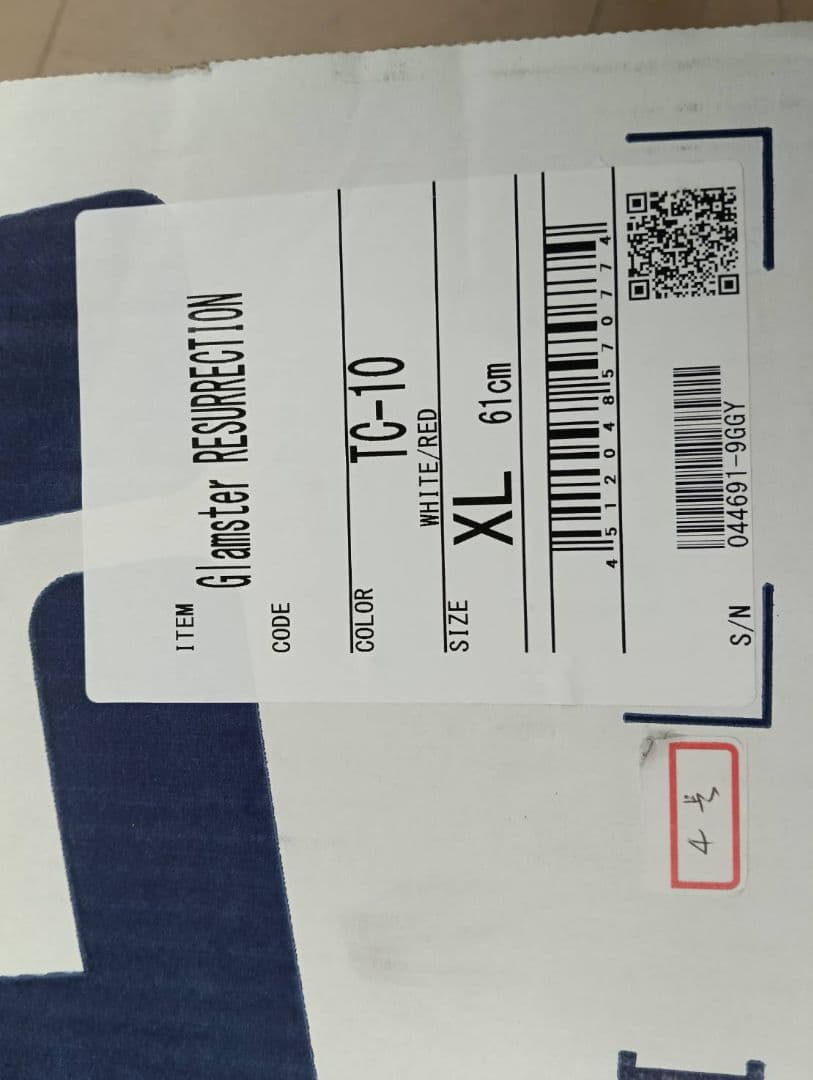 ITEM
Glamster RESURRECTION
CODE
COLOR
TC-10
WHITE/RED
SIZE
XL 61cm
4 512048 570774
S/N
044691-9GGY
4号